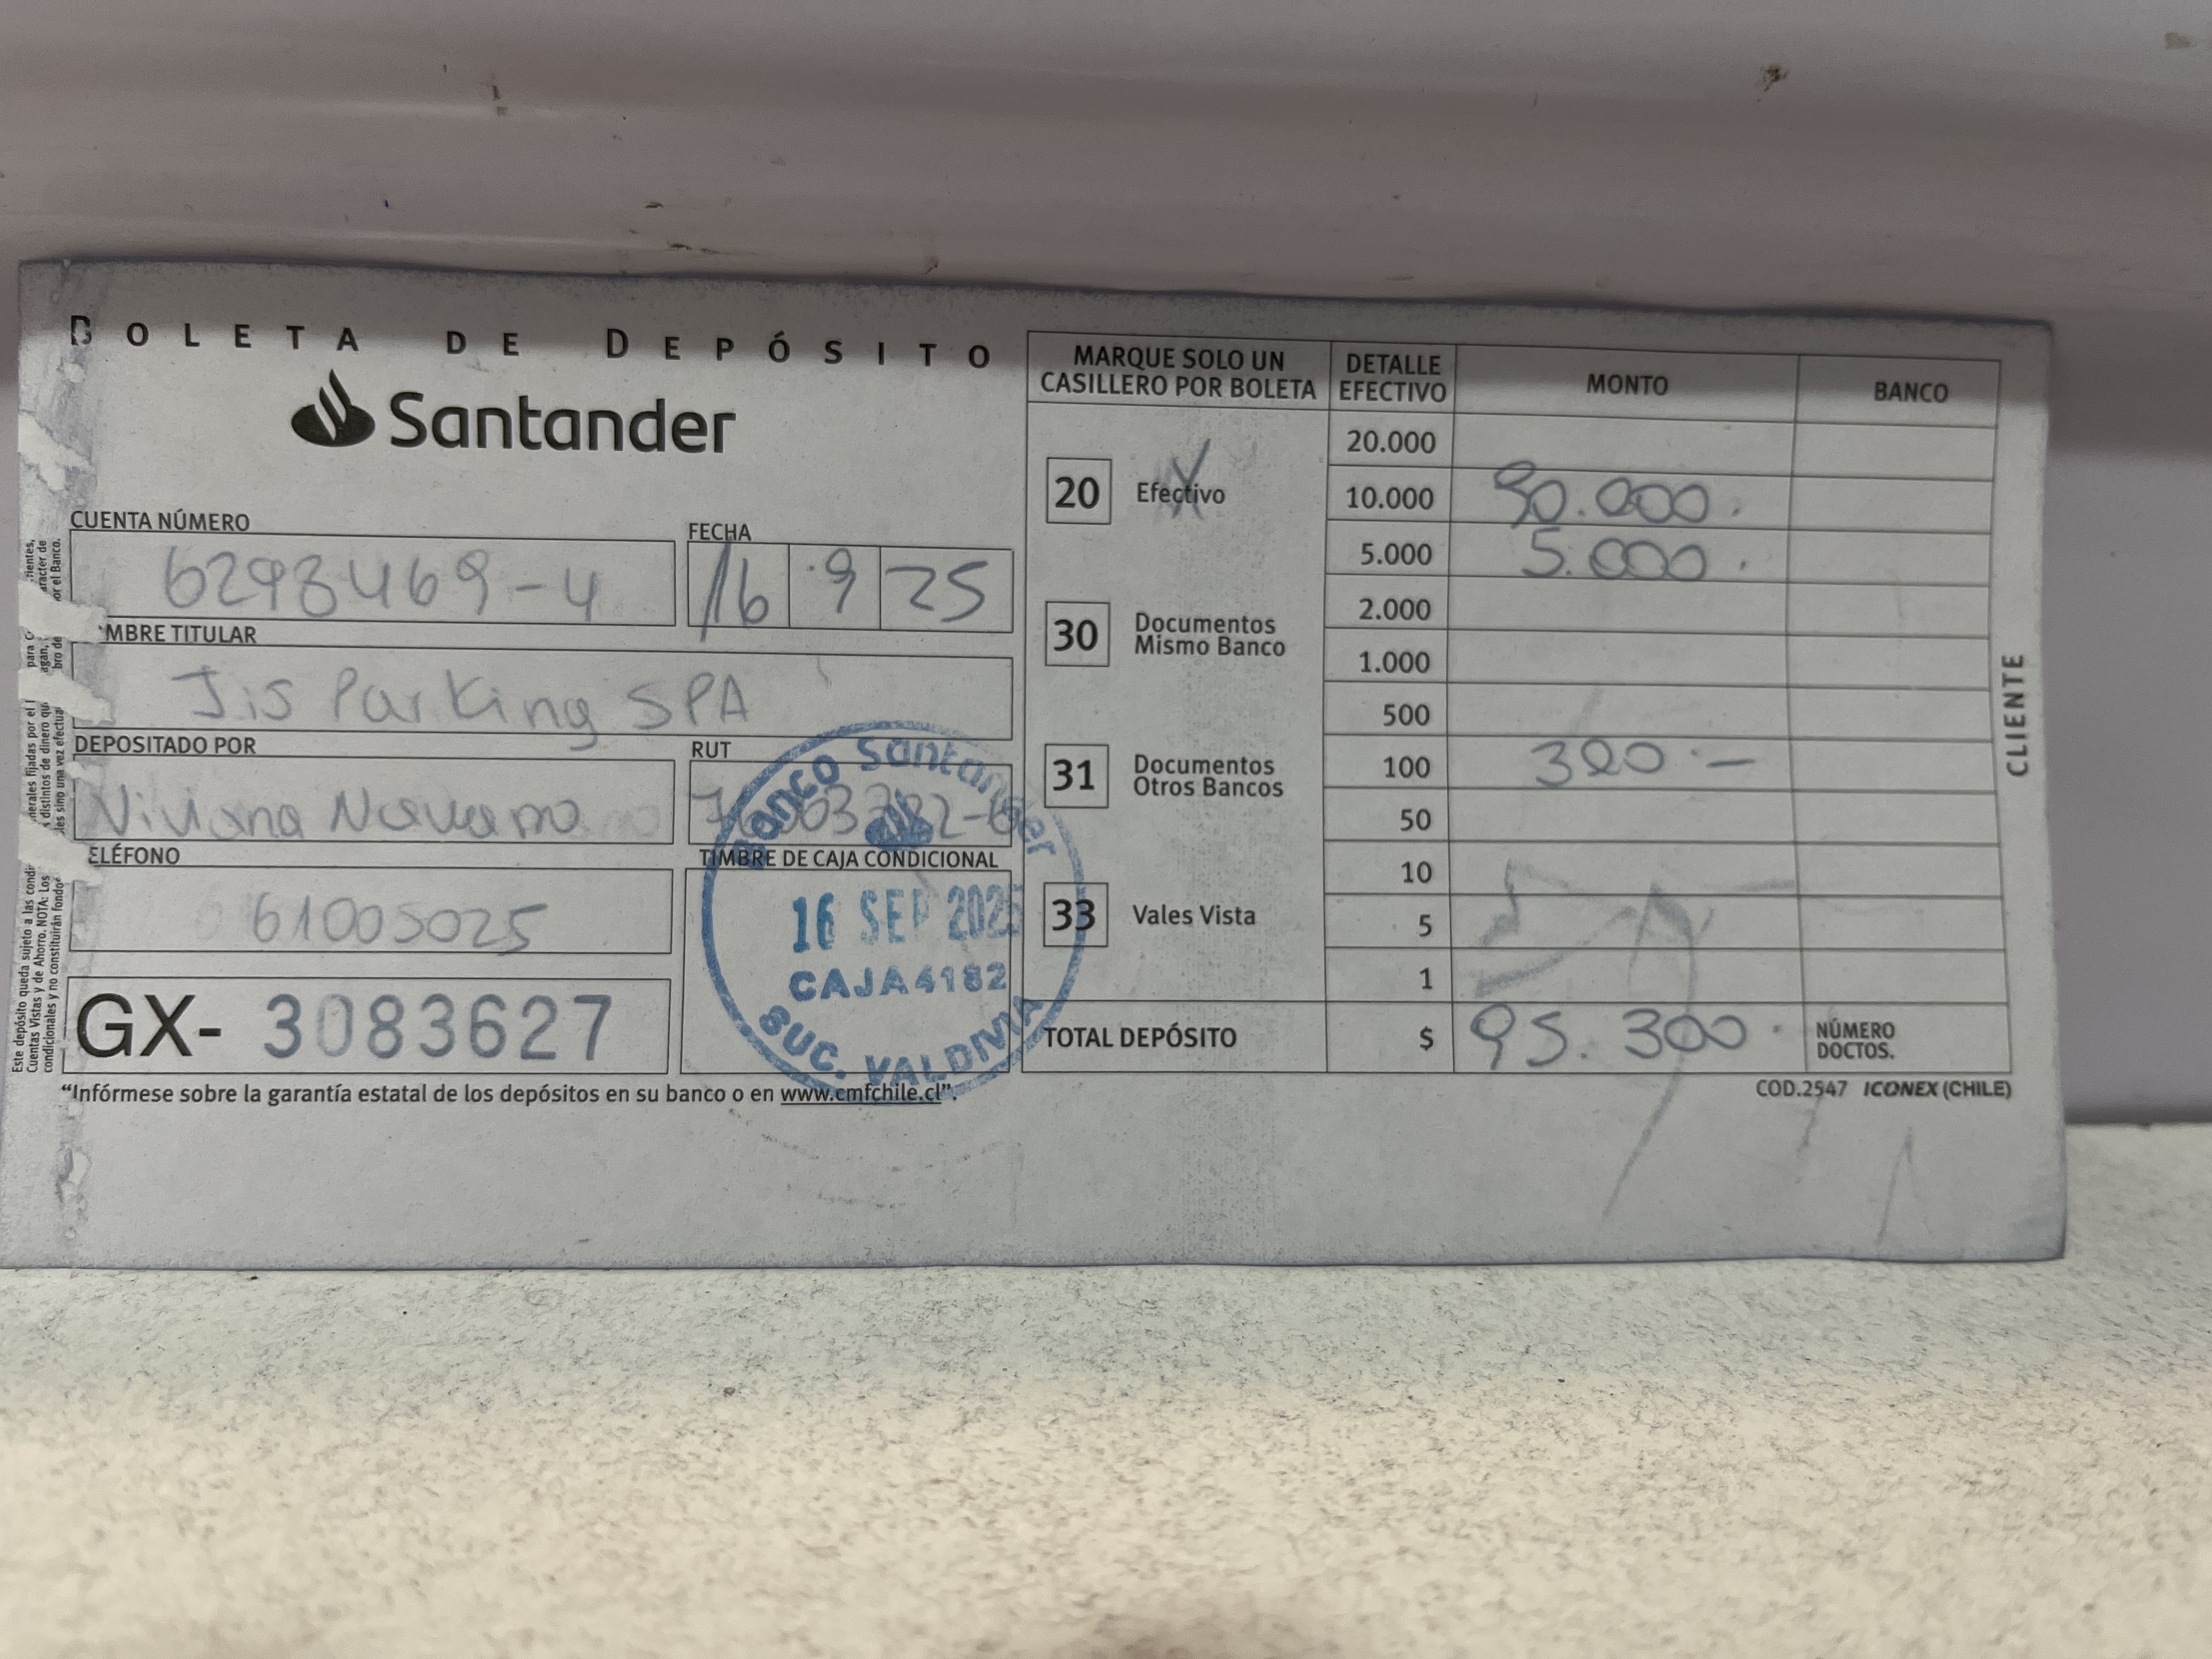 BOLETA DE DEPÓSITO
Santander
CUENTA NÚMERO
6298469-4
FECHA
16 9 25
MBRE TITULAR
Jis Parking SPA
DEPOSITADO POR
Viviana Navarro
RUT
TIMBRE DE CAJA CONDICIONAL
Banco Santander
16 SEP 2025
CAJA4182
SUC. VALDIVIA
ELÉFONO
61005025
GX- 3083627
"Infórmese sobre la garantía estatal de los depósitos en su banco o en www.cmfchile.cl".
MARQUE SOLO UN
CASILLERO POR BOLETA
20 Efectivo X
30 Documentos
Mismo Banco
31 Documentos
Otros Bancos
33 Vales Vista
DETALLE
EFECTIVO
MONTO
BANCO
20.000
10.000 90.000.
5.000 5.000.
2.000
1.000
500
100 300.-
50
10
5
1
TOTAL DEPÓSITO $ 95.300.
NÚMERO
DOCTOS.
COD.2547 ICONEX (CHILE)
CLIENTE